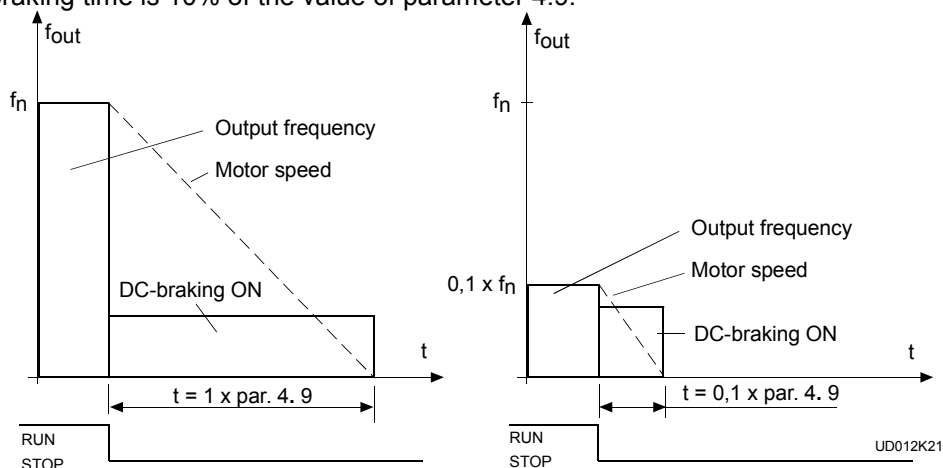 braking time is 10% of the value of parameter 4.9.
fout
fn
Output frequency
Motor speed
DC-braking ON
t
t = 1 x par. 4. 9
RUN
STOP
fout
fn
Output frequency
Motor speed
0,1 x fn
DC-braking ON
t
t = 0,1 x par. 4. 9
RUN
STOP
UD012K21